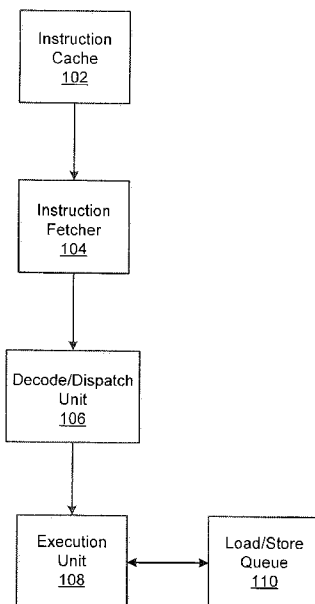 Instruction
Cache
102
Instruction
Fetcher
104
Decode/Dispatch
Unit
106
Execution
Unit
108
Load/Store
Queue
110